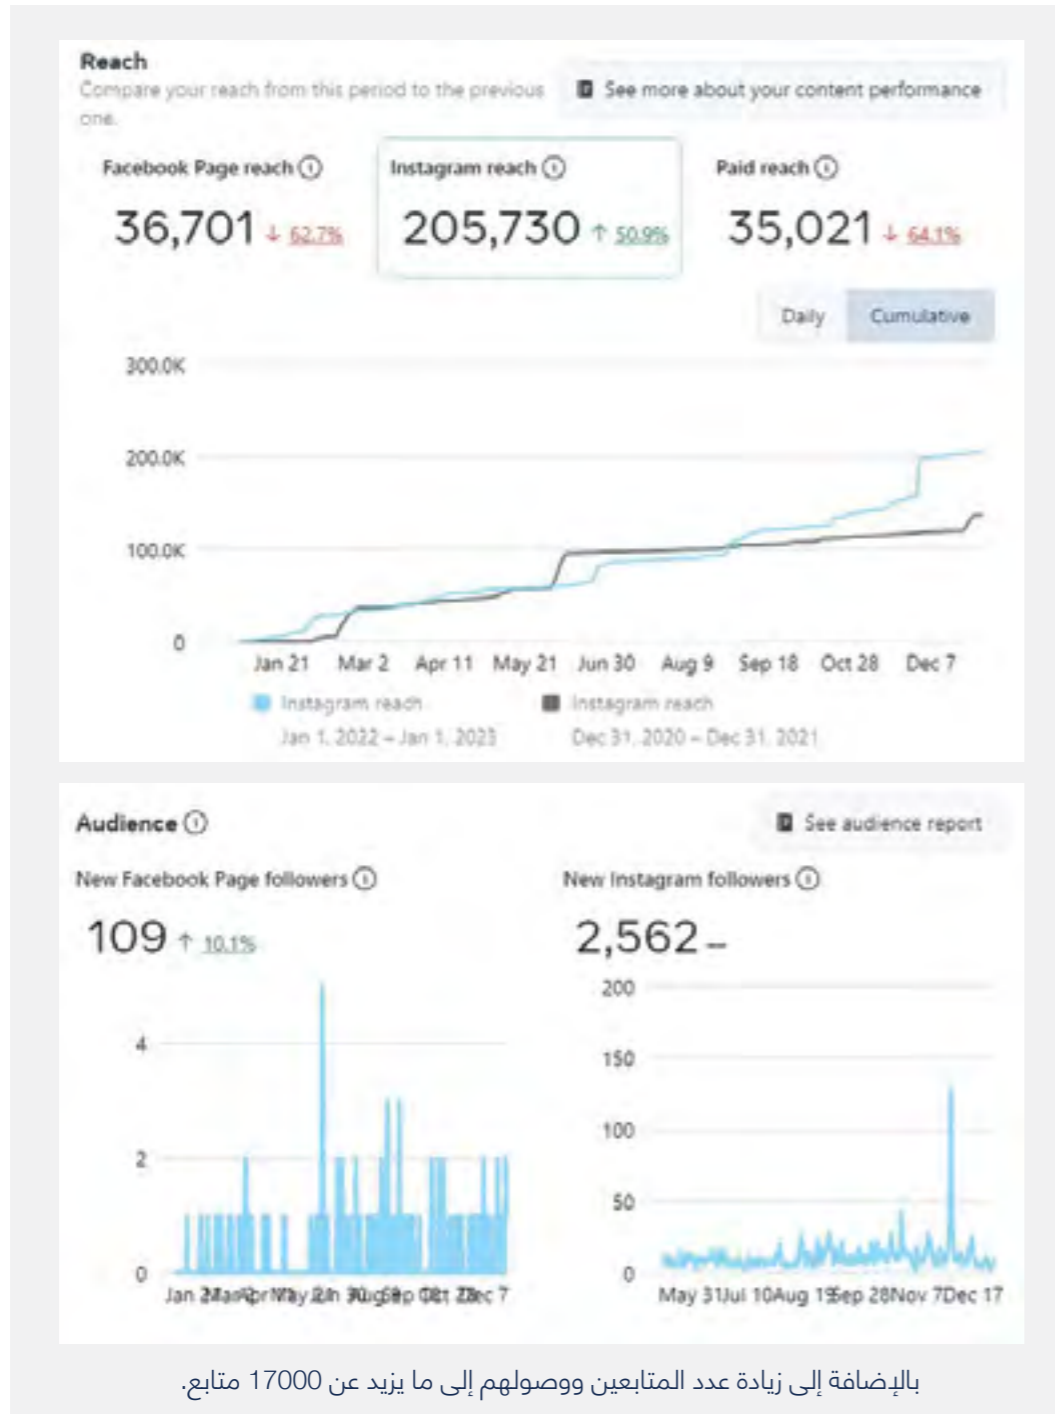 Reach
Compare your reach from this period to the previous
one.
See more about your content performance
Facebook Page reach
36,701 ↓ 62.7%
Instagram reach
205,730 ↑ 50.9%
Paid reach
35,021 ↓ 64.1%
Daily
Cumulative
300.0K
200.0K
100.0K
0
Jan 21 Mar 2 Apr 11 May 21 Jun 30 Aug 9 Sep 18 Oct 28 Dec 7
Instagram reach
Jan 1, 2022 – Jan 1, 2023
Instagram reach
Dec 31, 2020 – Dec 31, 2021
Audience
See audience report
New Facebook Page followers
109 ↑ 10.1%
4
2
0
Dec 7
New Instagram followers
2,562 --
200
150
100
50
0
May 31 Jul 10 Aug 19 Sep 28 Nov 7 Dec 17
بالإضافة إلى زيادة عدد المتابعين ووصولهم إلى ما يزيد عن 17000 متابع.